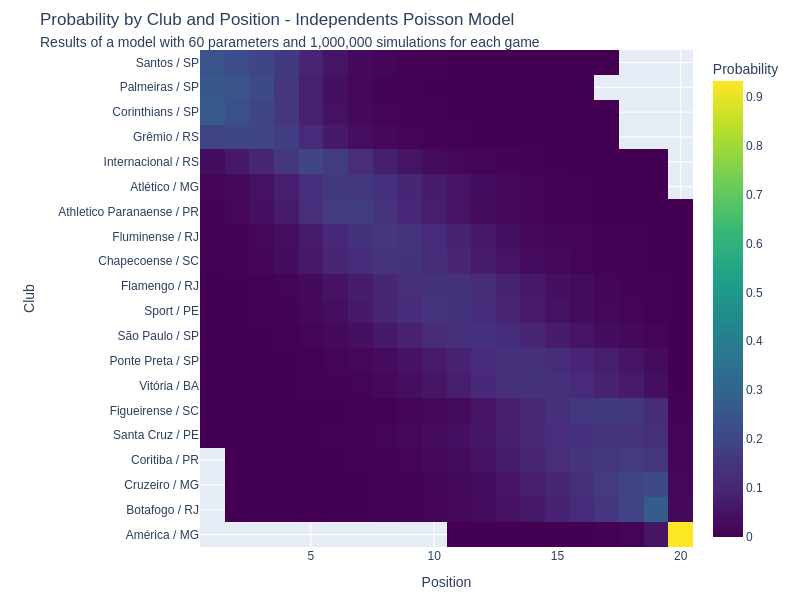 Probability by Club and Position - Independents Poisson Model
Results of a model with 60 parameters and 1,000,000 simulations for each game
Probability
Santos / SP
Palmeiras / SP
Corinthians / SP
Grêmio / RS
Internacional / RS
Atlético / MG
Athletico Paranaense / PR
Fluminense / RJ
Chapecoense / SC
Flamengo / RJ
Sport / PE
São Paulo / SP
Ponte Preta / SP
Vitória / BA
Figueirense / SC
Santa Cruz / PE
Coritiba / PR
Cruzeiro / MG
Botafogo / RJ
América / MG
Club
5
10
15
20
Position
0.9
0.8
0.7
0.6
0.5
0.4
0.3
0.2
0.1
0